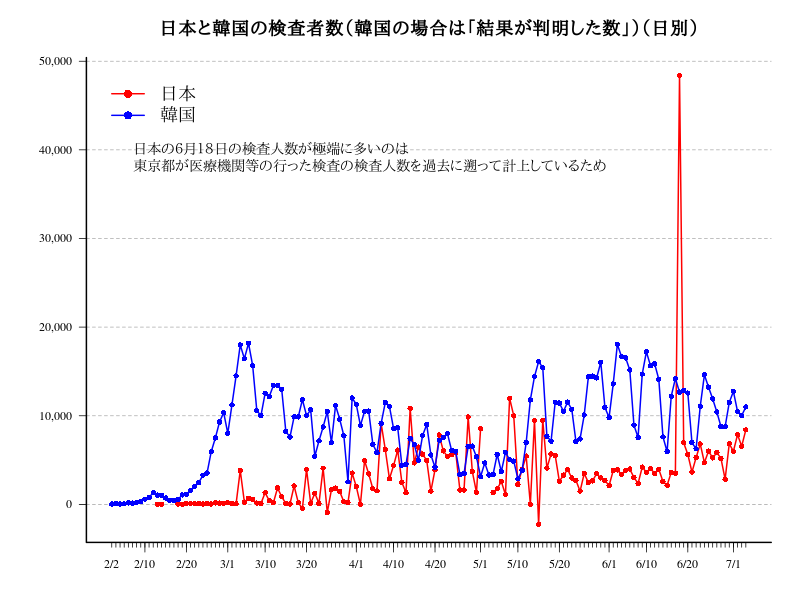 日本と韓国の検査者数（韓国の場合は「結果が判明した数」）（日別）
50,000
日本
韓国
日本の6月18日の検査人数が極端に多いのは
40,000
東京都が医療機関等の行った検査の検査人数を過去に遡って計上しているため
30,000
20,000
10,000
0
2/2 2/10 2/20 3/1 3/10 3/20 4/1 4/10 4/20 5/1 5/10 5/20 6/1 6/10 6/20 7/1